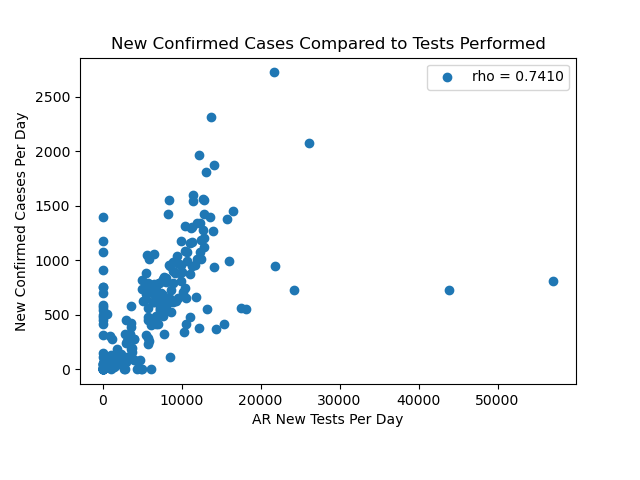 New Confirmed Cases Compared to Tests Performed
rho = 0.7410
New Confirmed Caeses Per Day
2500
2000
1500
1000
500
0
0 10000 20000 30000 40000 50000
AR New Tests Per Day